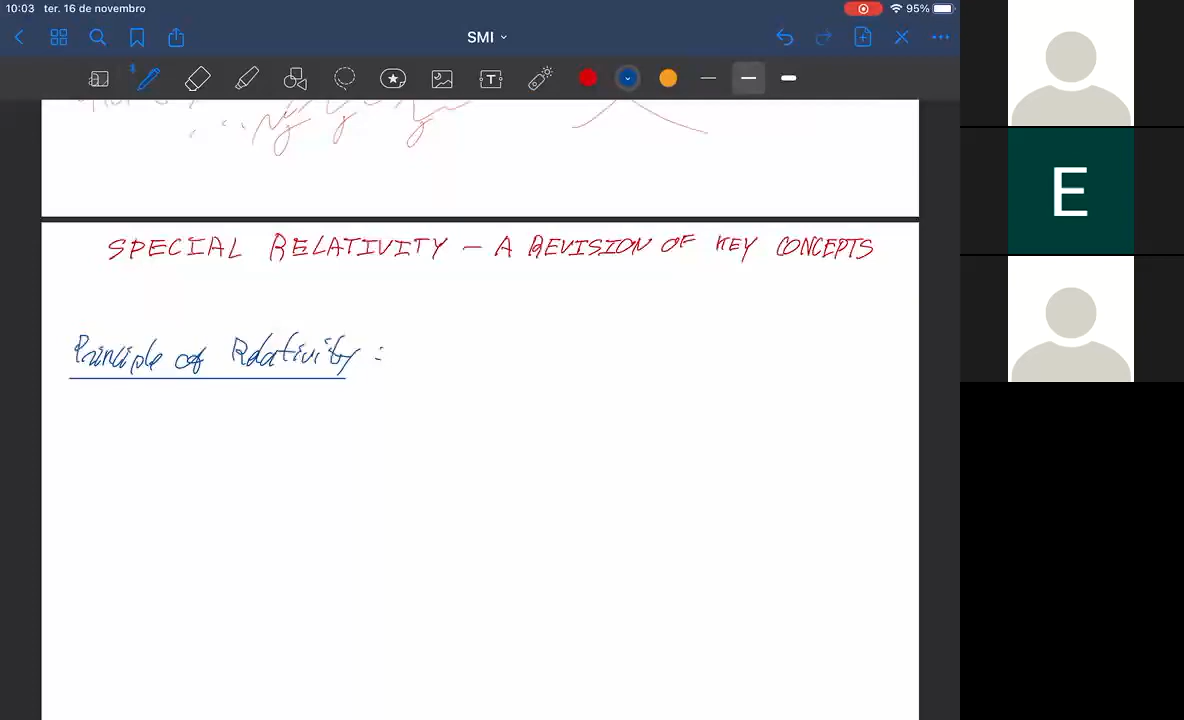 10:03 ter. 16 de novembro 95%
SMI
T
SPECIAL RELATIVITY – A REVISION OF KEY CONCEPTS
E
Principle of Relativity :